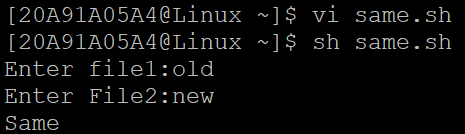 [20A91A05A4@Linux ~]$ vi same.sh
[20A91A05A4@Linux ~]$ sh same.sh
Enter file1:old
Enter File2:new
Same